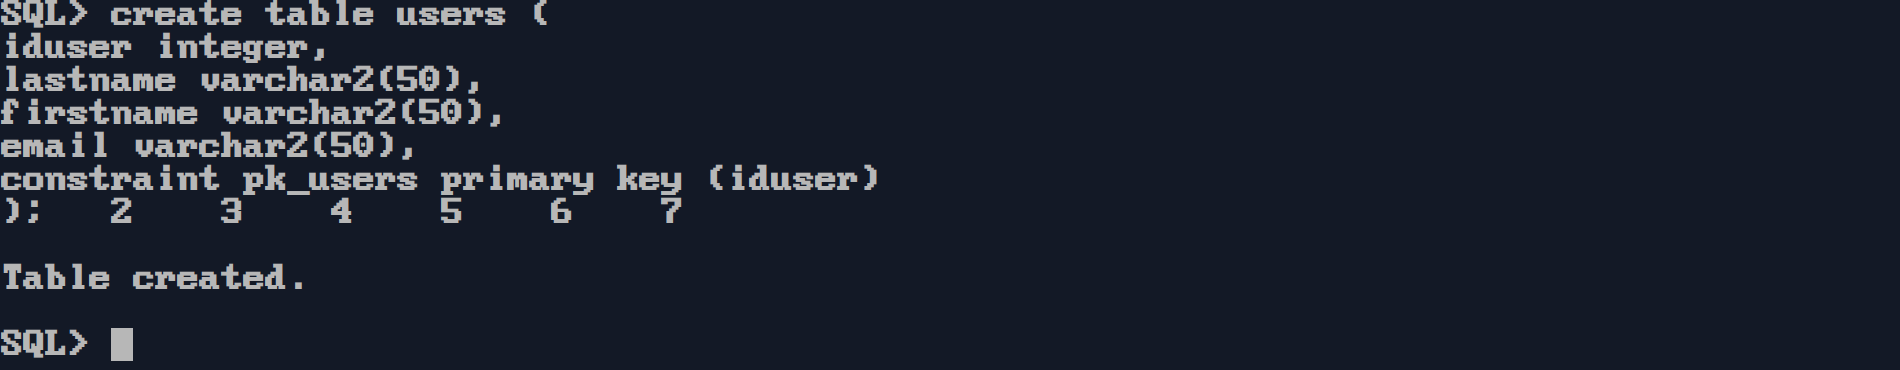 SQL> create table users (
iduser integer,
lastname varchar2(50),
firstname varchar2(50),
email varchar2(50),
constraint pk_users primary key (iduser)
);   2    3    4    5    6    7
Table created.
SQL>